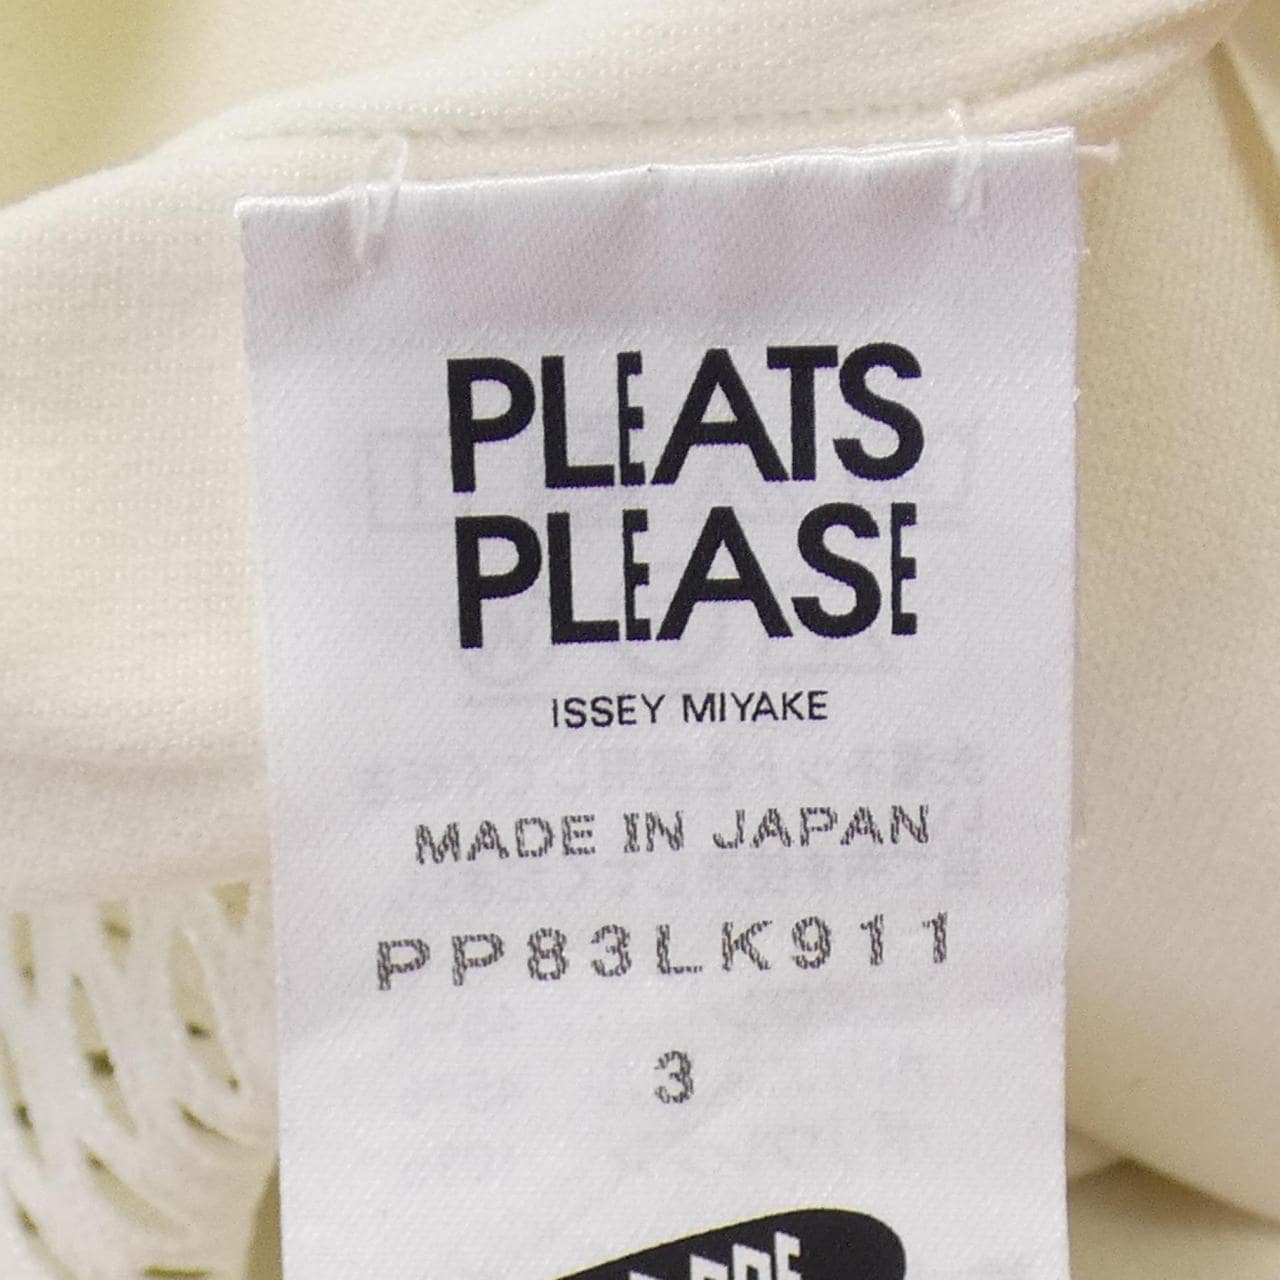 PLEATS
PLEASE
ISSEY MIYAKE
MADE IN JAPAN
PP83LK911
3